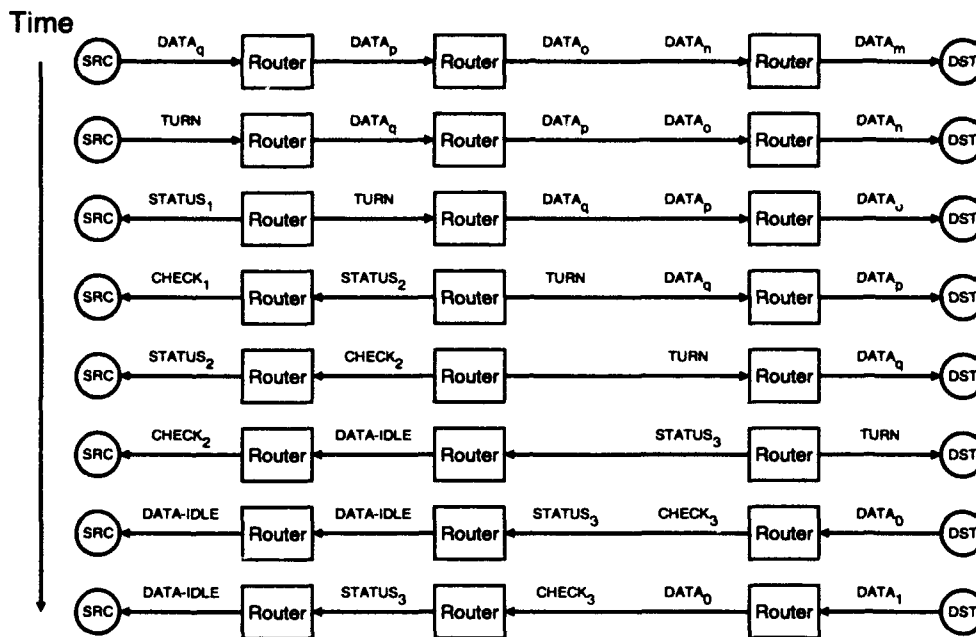 Time
DATAq DATAp DATAo DATAn DATAm
SRC Router Router Router DST
TURN DATAq DATAp DATAo DATAn
SRC Router Router Router DST
STATUS1 TURN DATAq DATAp DATAo
SRC Router Router Router DST
CHECK1 STATUS2 TURN DATAq DATAp
SRC Router Router Router DST
STATUS2 CHECK2 TURN DATAq
SRC Router Router Router DST
CHECK2 DATA-IDLE STATUS3 TURN
SRC Router Router Router DST
DATA-IDLE DATA-IDLE STATUS3 CHECK3 DATA0
SRC Router Router Router DST
DATA-IDLE STATUS3 CHECK3 DATA0 DATA1
SRC Router Router Router DST